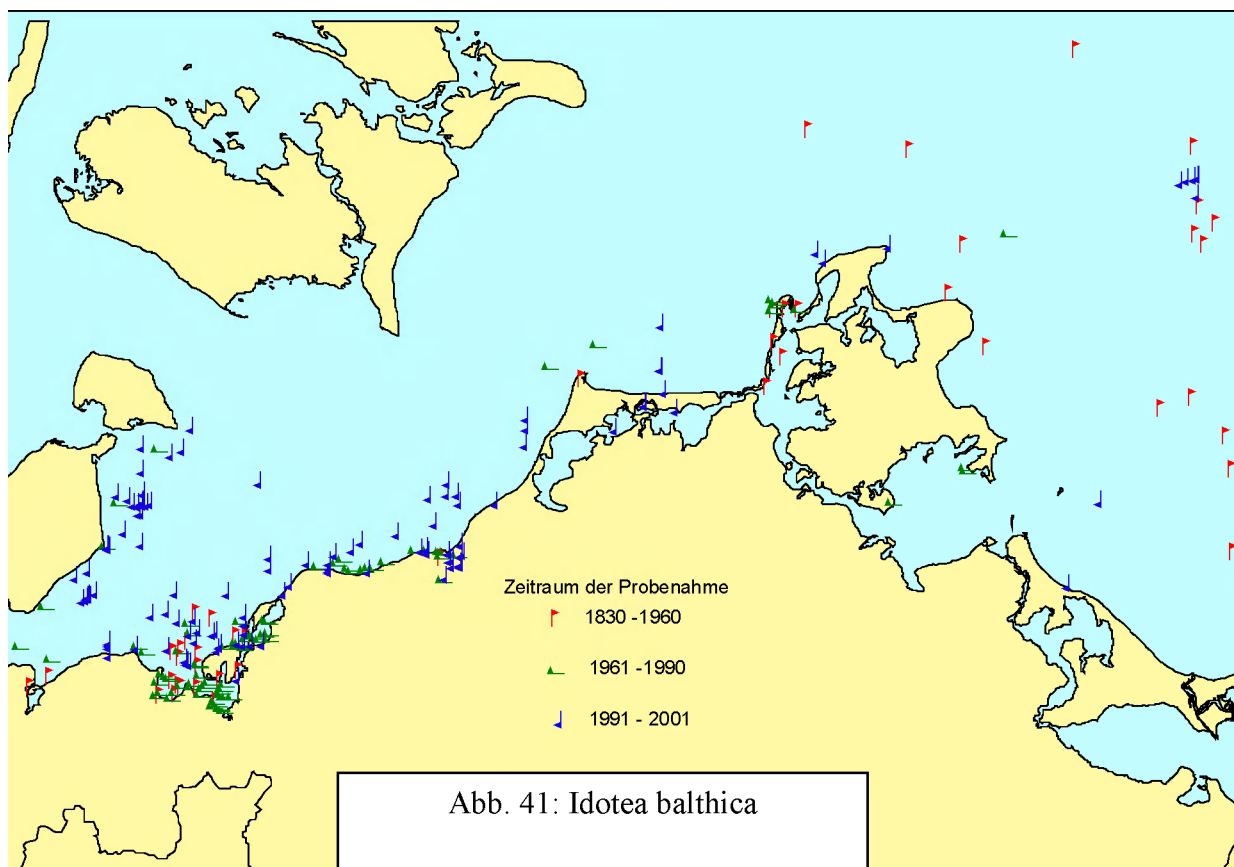 Zeitraum der Probenahme
1830 -1960
1961 -1990
1991 - 2001
Abb. 41: Idotea balthica